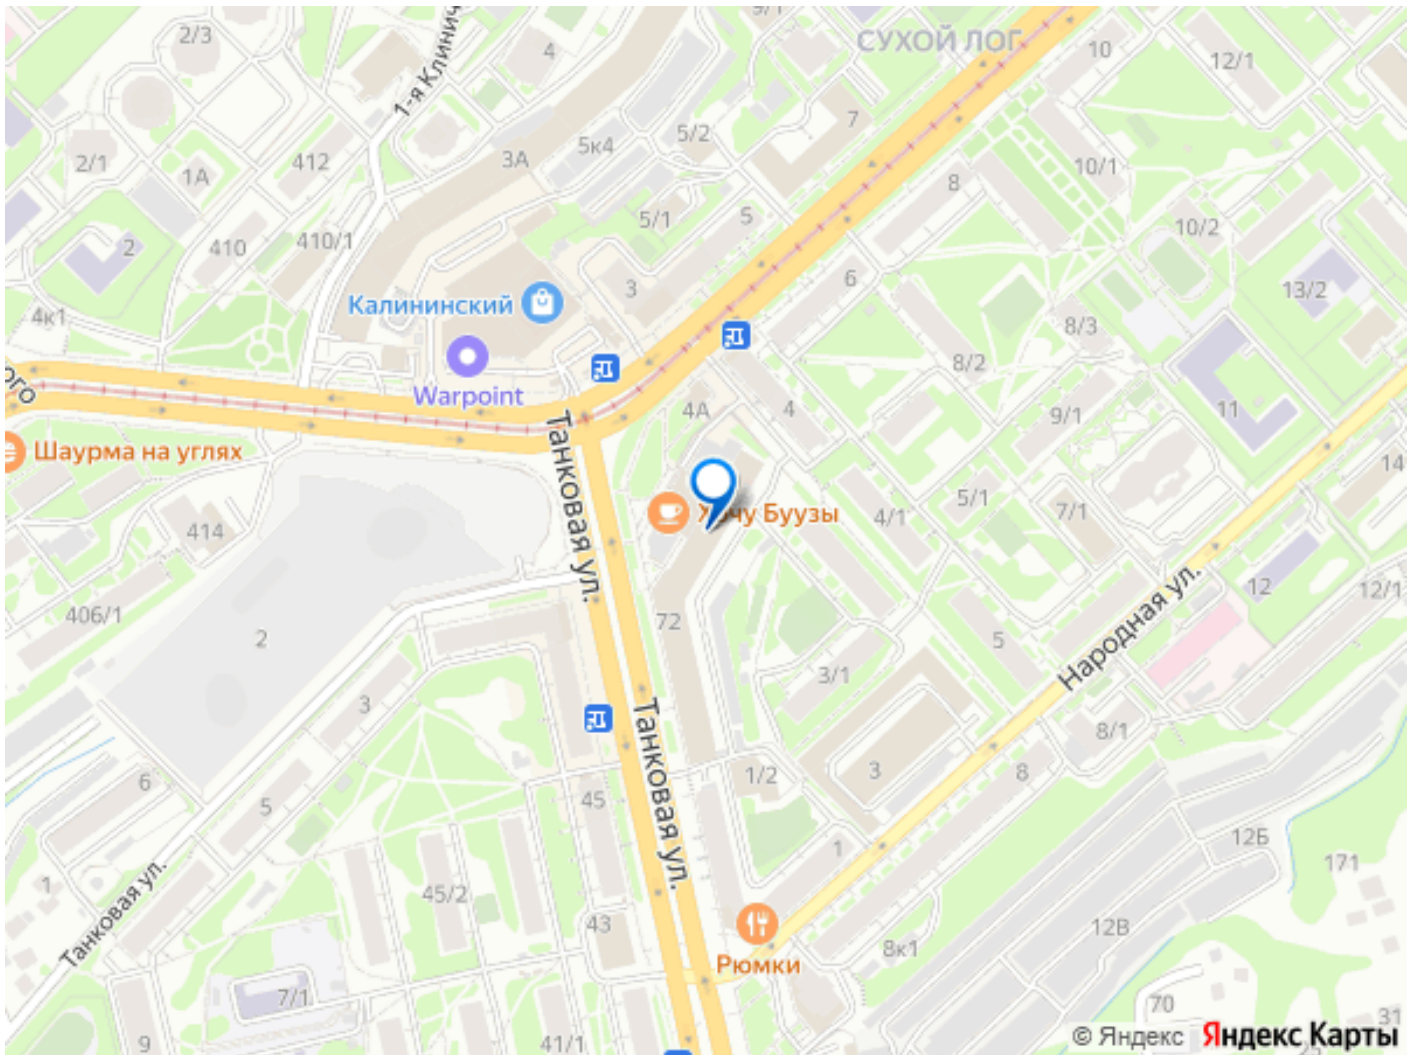 2/3
4
9/1
СУХОЙ ЛОГ
10
12/1
1-я Клинич
412
3А
5к4
5/2
7
2/1
1А
10/1
8
410
410/1
2
5/1
5
10/2
4к1
Калининский
3
6
13/2
8/3
8/2
ого
Warpoint
4А
4
9/1
11
Шаурма на углях
Танковая ул.
14
414
Хочу Буузы
4/1
5/1
7/1
406/1
2
72
5
12
12/1
Народная ул.
3
3/1
8/1
Танковая ул.
6
5
45
1/2
3
8
12Б
1
171
1
45/2
Танковая ул.
43
12В
Рюмки
8к1
7/1
70
31
9
41/1
© Яндекс Яндекс Карты